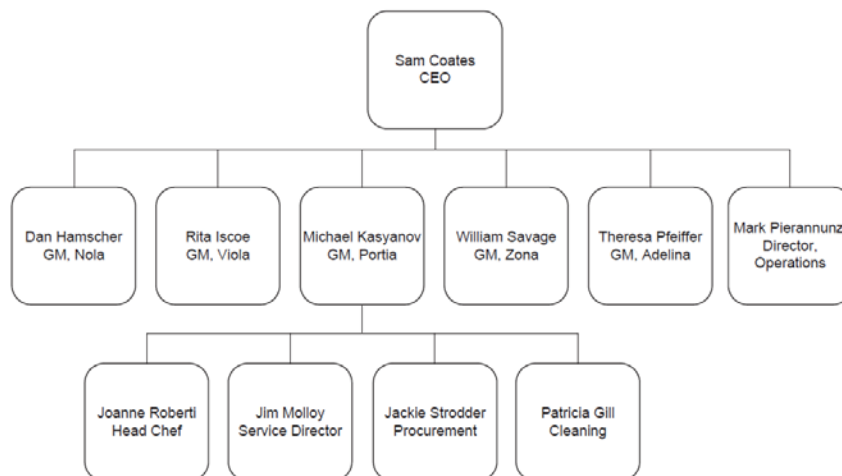 Sam Coates
CEO
Dan Hamscher
GM, Nola
Rita Iscoe
GM, Viola
Michael Kasyanov
GM, Portia
William Savage
GM, Zona
Theresa Pfeiffer
GM, Adelina
Mark Pierannunz
Director,
Operations
Joanne Roberti
Head Chef
Jim Molloy
Service Director
Jackie Strodder
Procurement
Patricia Gill
Cleaning